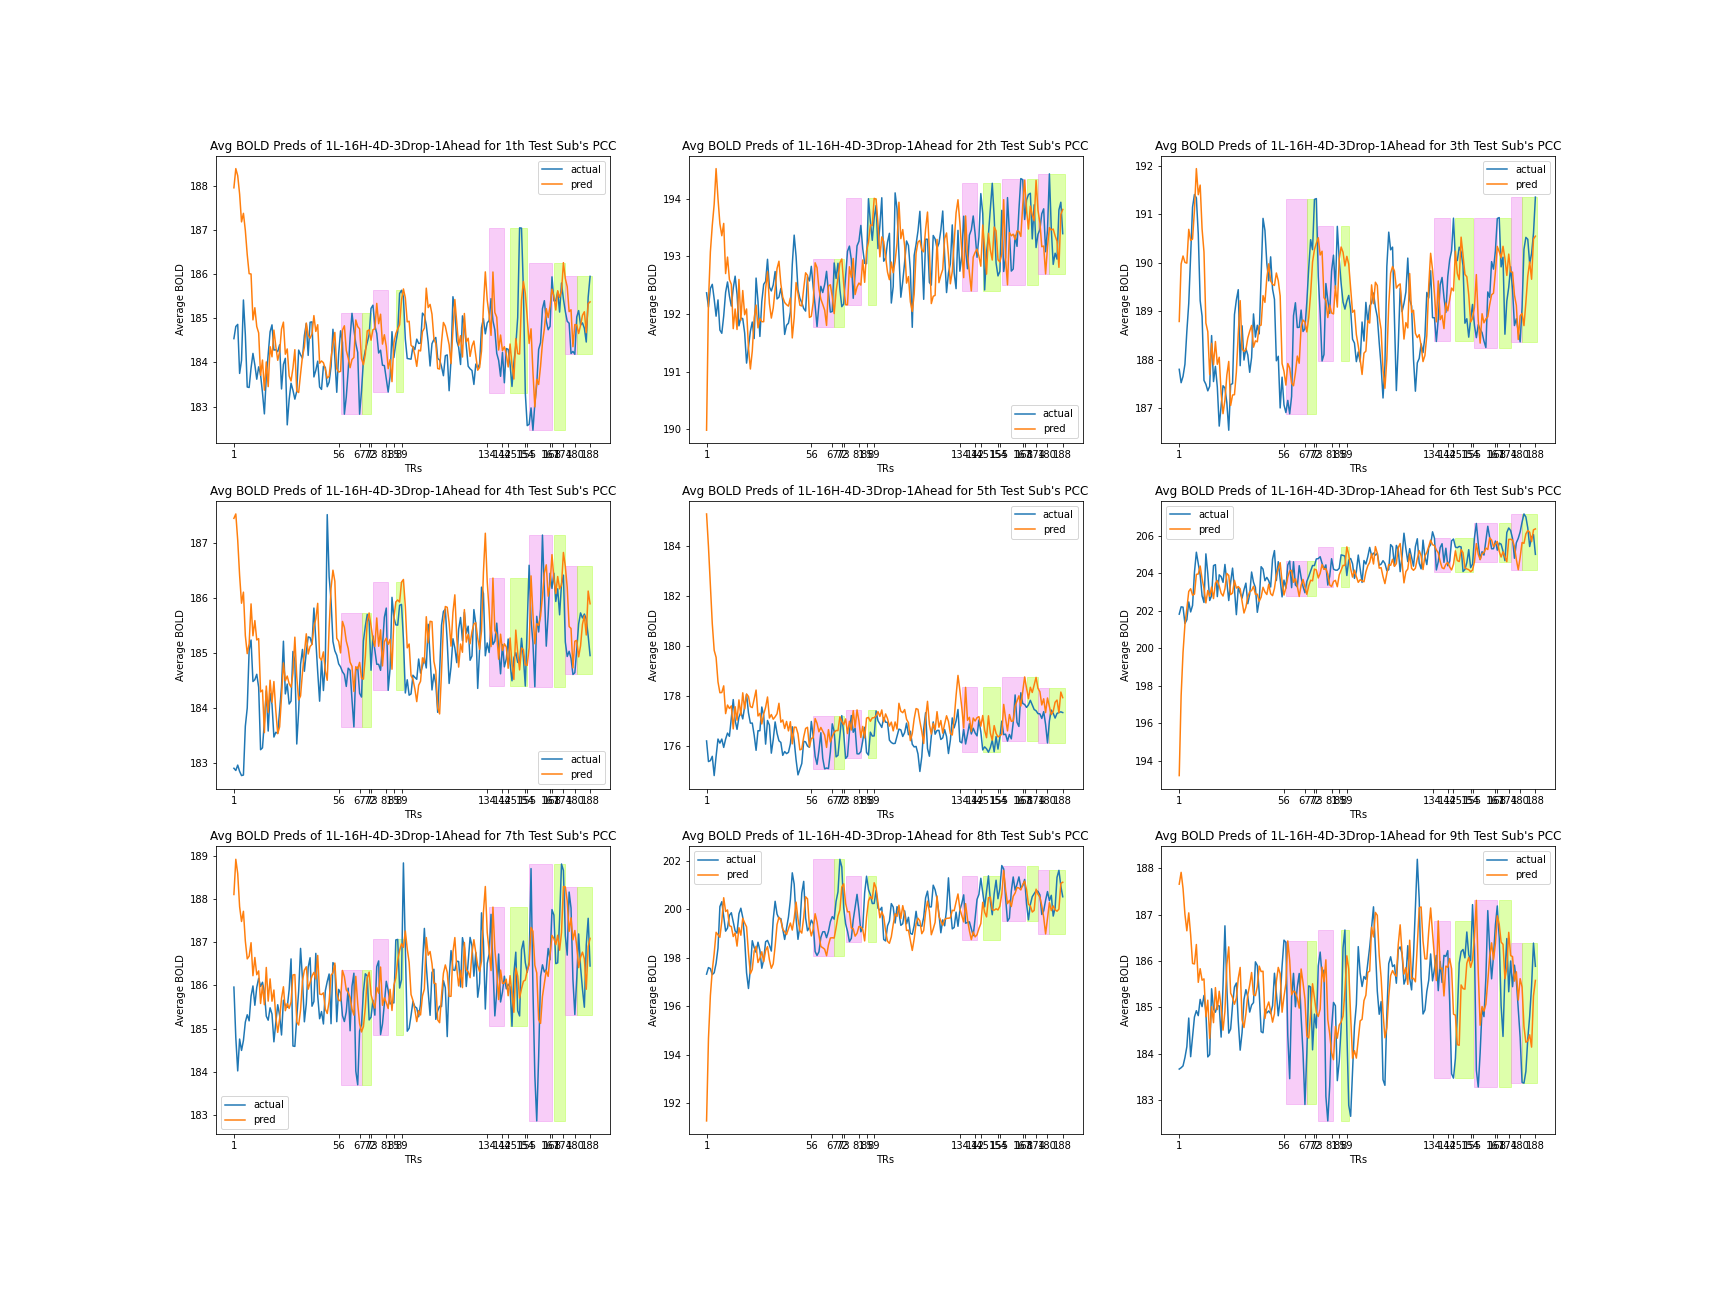 Avg BOLD Preds of 1L-16H-4D-3Drop-1Ahead for 1th Test Sub's PCC
Avg BOLD Preds of 1L-16H-4D-3Drop-1Ahead for 2th Test Sub's PCC
Avg BOLD Preds of 1L-16H-4D-3Drop-1Ahead for 3th Test Sub's PCC
actual
pred
188
187
186
185
184
183
Average BOLD
1
56
134
188
TRs
actual
pred
194
193
192
191
190
Average BOLD
1
56
134
188
TRs
actual
pred
192
191
190
189
188
187
Average BOLD
1
56
134
188
TRs
Avg BOLD Preds of 1L-16H-4D-3Drop-1Ahead for 4th Test Sub's PCC
Avg BOLD Preds of 1L-16H-4D-3Drop-1Ahead for 5th Test Sub's PCC
Avg BOLD Preds of 1L-16H-4D-3Drop-1Ahead for 6th Test Sub's PCC
actual
pred
187
186
185
184
183
Average BOLD
1
56
134
188
TRs
actual
pred
184
182
180
178
176
Average BOLD
1
56
134
188
TRs
actual
pred
206
204
202
200
198
196
194
Average BOLD
1
56
134
188
TRs
Avg BOLD Preds of 1L-16H-4D-3Drop-1Ahead for 7th Test Sub's PCC
Avg BOLD Preds of 1L-16H-4D-3Drop-1Ahead for 8th Test Sub's PCC
Avg BOLD Preds of 1L-16H-4D-3Drop-1Ahead for 9th Test Sub's PCC
actual
pred
189
188
187
186
185
184
183
Average BOLD
1
56
134
188
TRs
actual
pred
202
200
198
196
194
192
Average BOLD
1
56
134
188
TRs
actual
pred
188
187
186
185
184
183
Average BOLD
1
56
134
188
TRs